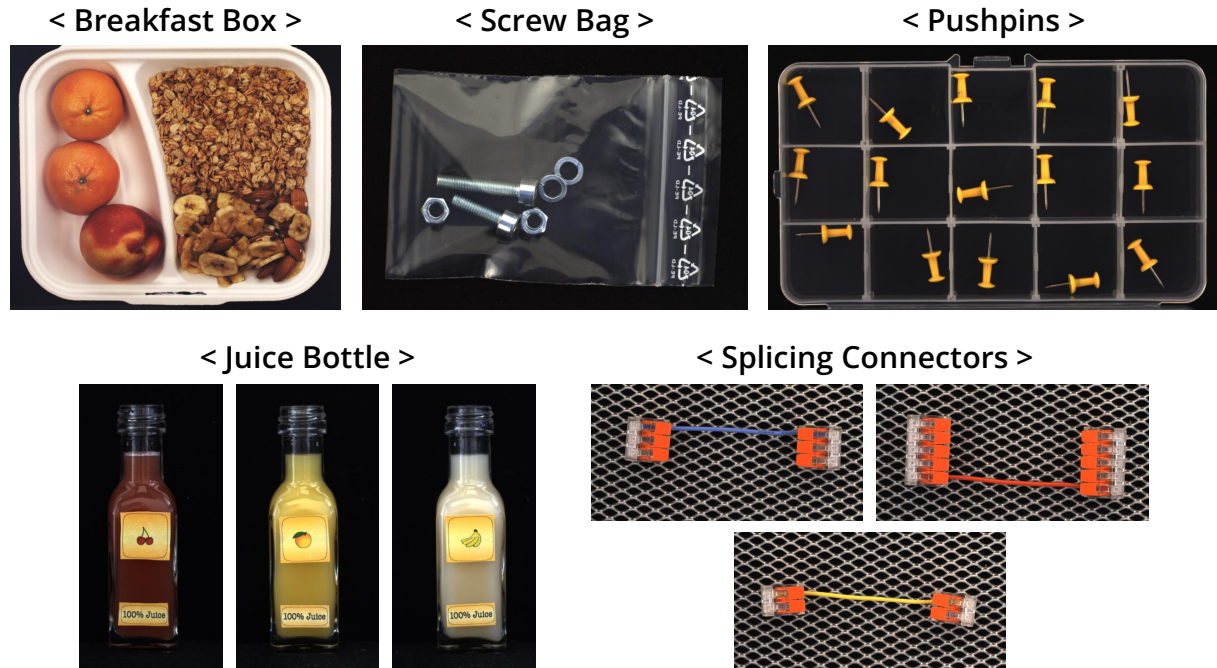 < Breakfast Box >
< Screw Bag >
< Pushpins >
< Juice Bottle >
< Splicing Connectors >
100% Juice
100% Juice
100% Juice